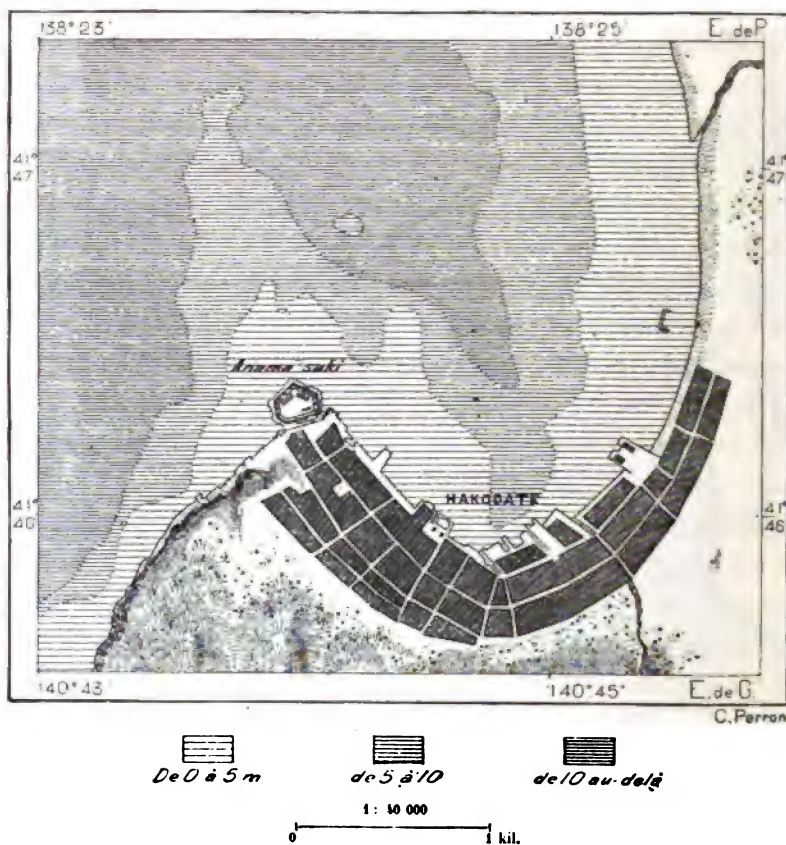 138°23' 138°25' E. de P.
41° 47' 41° 47'
Anama saki
HAKODATE
41° 46' 41° 46'
140°43' 140°45' E. de G.
C. Perron
De 0 à 5 m de 5 à 10 de 10 au-delà
1 : 40 000
0 1 kil.